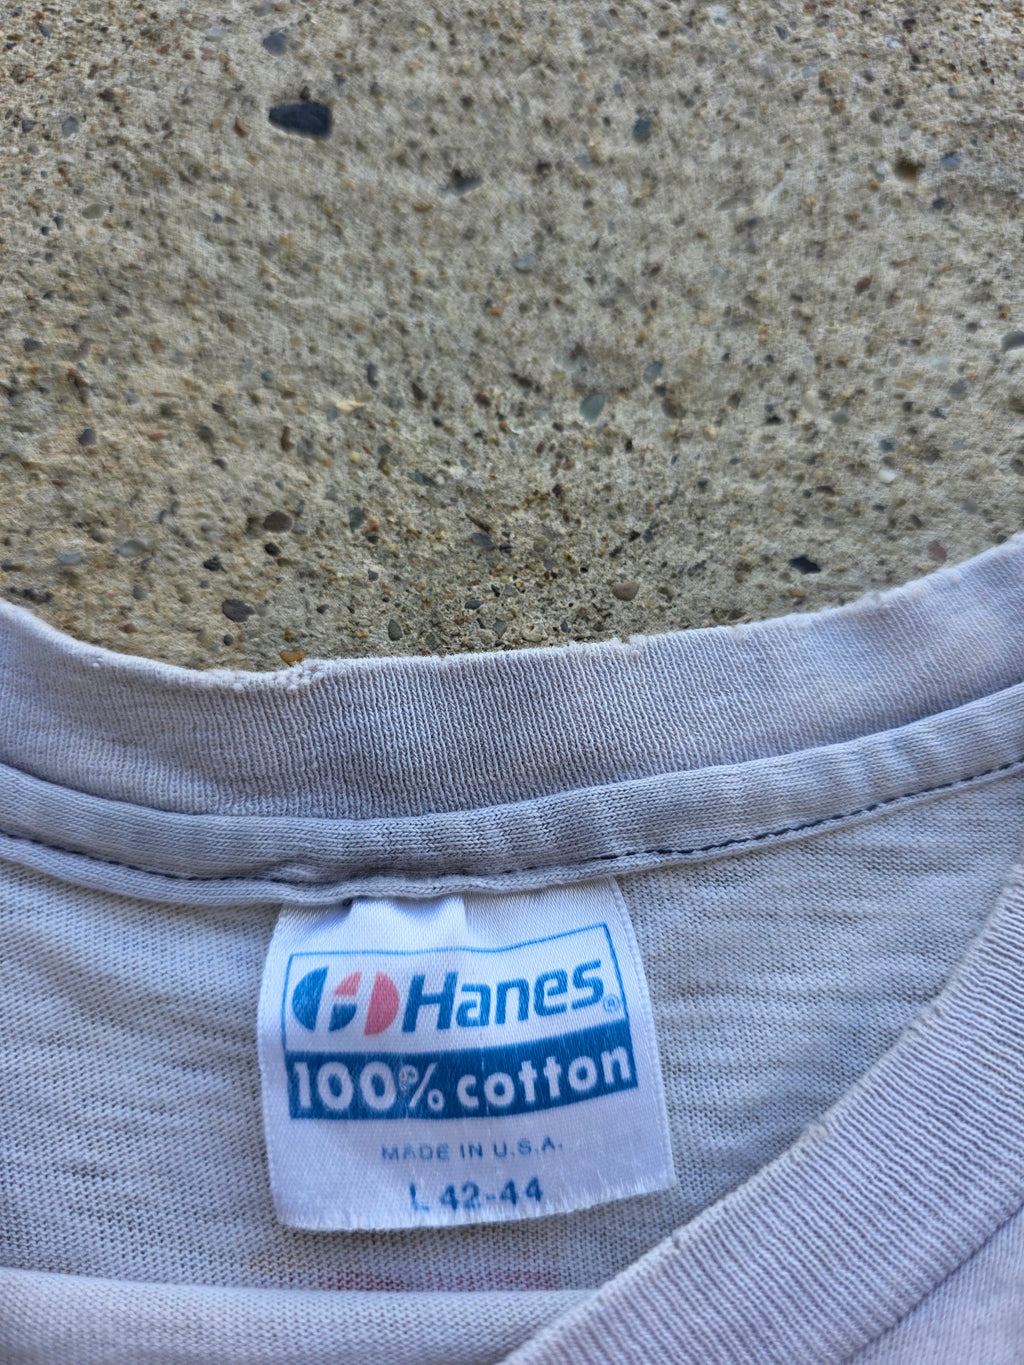 Hanes®
100% cotton
MADE IN U.S.A.
L 42-44